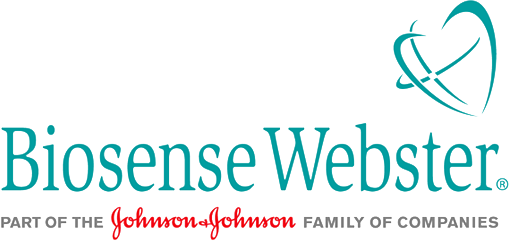 Biosense Webster®
PART OF THE Johnson&Johnson FAMILY OF COMPANIES